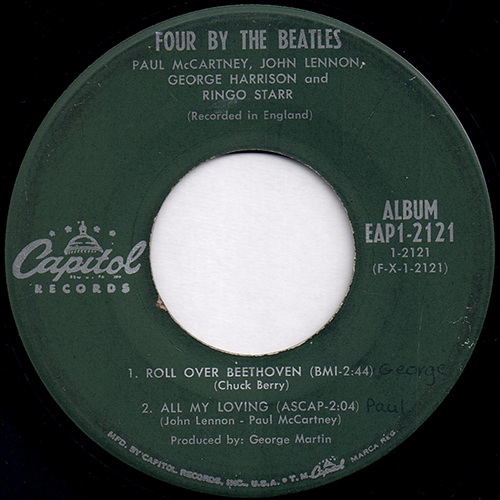 FOUR BY THE BEATLES
PAUL McCARTNEY, JOHN LENNON,
GEORGE HARRISON and
RINGO STARR
(Recorded in England)
Capitol
RECORDS
ALBUM
EAP1-2121
1-2121
(F-X-1-2121)
1. ROLL OVER BEETHOVEN (BMI-2:44) George
(Chuck Berry)
2. ALL MY LOVING (ASCAP-2:04) Paul
(John Lennon - Paul McCartney)
Produced by: George Martin
MFD. BY CAPITOL RECORDS, INC., U.S.A. • T.M. Capitol MARCA REG.